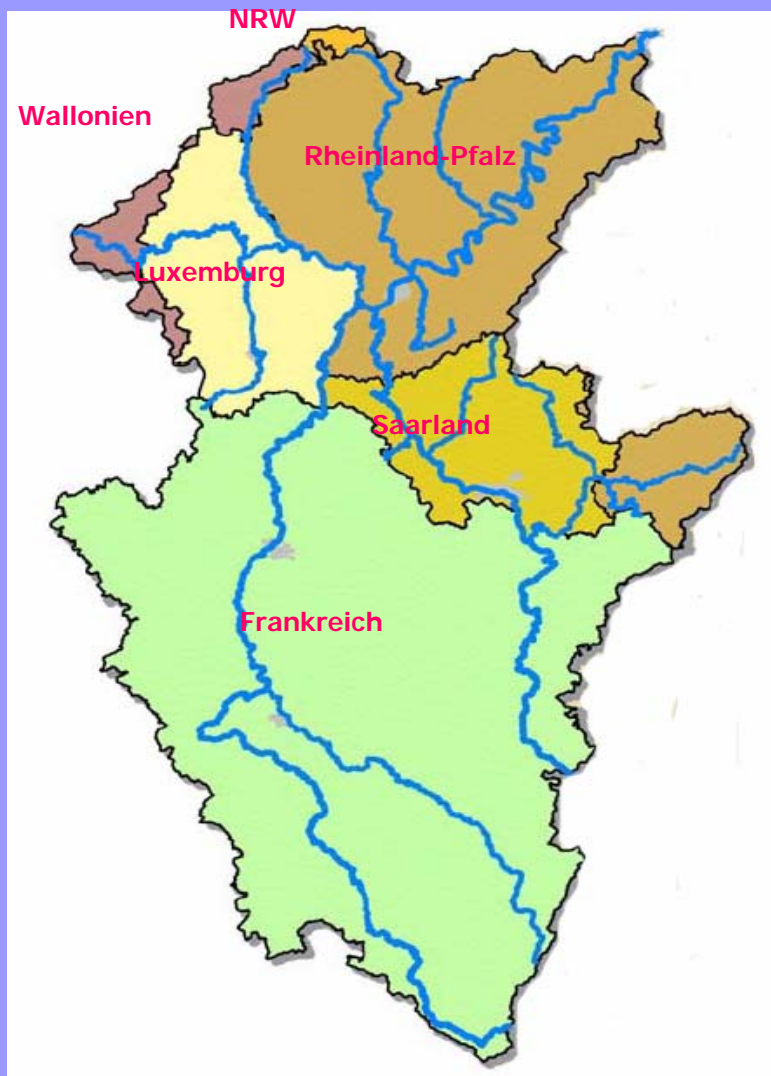 NRW
Wallonien
Rheinland-Pfalz
Luxemburg
Saarland
Frankreich